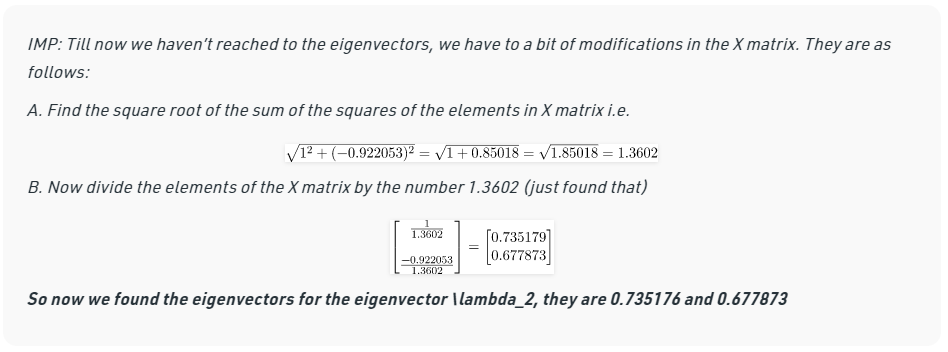 IMP: Till now we haven't reached to the eigenvectors, we have to a bit of modifications in the X matrix. They are as
follows:
A. Find the square root of the sum of the squares of the elements in X matrix i.e.
√1² + (−0.922053)² = √1 + 0.85018 = √1.85018 = 1.3602
B. Now divide the elements of the X matrix by the number 1.3602 (just found that)
[1/1.3602
−0.922053/1.3602] = [0.735179
0.677873]
So now we found the eigenvectors for the eigenvector \lambda_2, they are 0.735176 and 0.677873